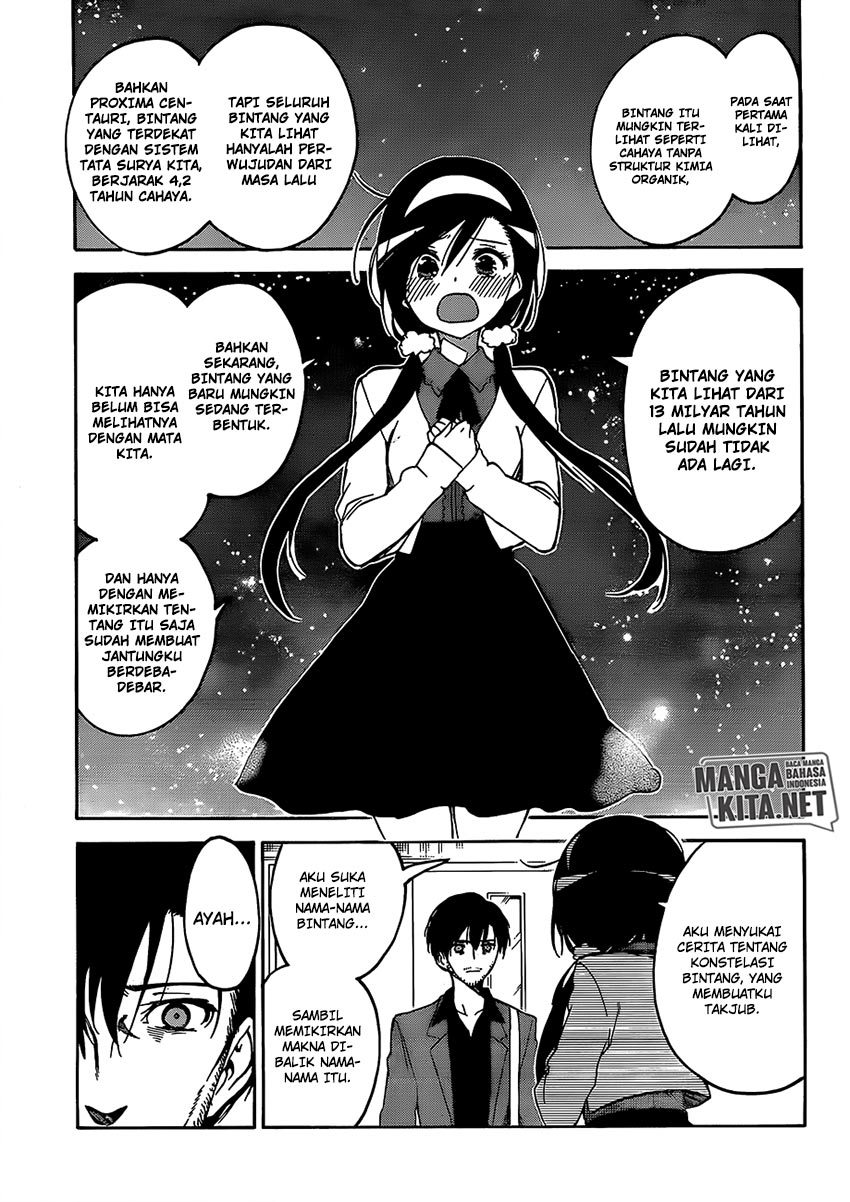 PADA SAAT
PERTAMA
KALI DI-
LIHAT,
BINTANG ITU
MUNGKIN TER-
LIHAT SEPERTI
CAHAYA TANPA
STRUKTUR KIMIA
ORGANIK,
TAPI SELURUH
BINTANG YANG
KITA LIHAT
HANYALAH PER-
WUJUDAN DARI
MASA LALU
BAHKAN
PROXIMA CEN-
TAURI, BINTANG
YANG TERDEKAT
DENGAN SISTEM
TATA SURYA KITA,
BERJARAK 4,2
TAHUN CAHAYA.
BINTANG YANG
KITA LIHAT DARI
13 MILYAR TAHUN
LALU MUNGKIN
SUDAH TIDAK
ADA LAGI.
BAHKAN
SEKARANG,
BINTANG YANG
BARU MUNGKIN
SEDANG TER-
BENTUK.
KITA HANYA
BELUM BISA
MELIHATNYA
DENGAN MATA
KITA.
DAN HANYA
DENGAN ME-
MIKIRKAN TEN-
TANG ITU SAJA
SUDAH MEMBUAT
JANTUNGKU
BERDEBA-
DEBAR.
MANGA
KITA.NET
BACA MANGA
BAHASA
INDONESIA
AKU MENYUKAI
CERITA TENTANG
KONSTELASI
BINTANG, YANG
MEMBUATKU
TAKJUB.
AKU SUKA
MENELITI
NAMA-NAMA
BINTANG...
SAMBIL
MEMIKIRKAN
MAKNA DI-
BALIK NAMA-
NAMA ITU.
AYAH...